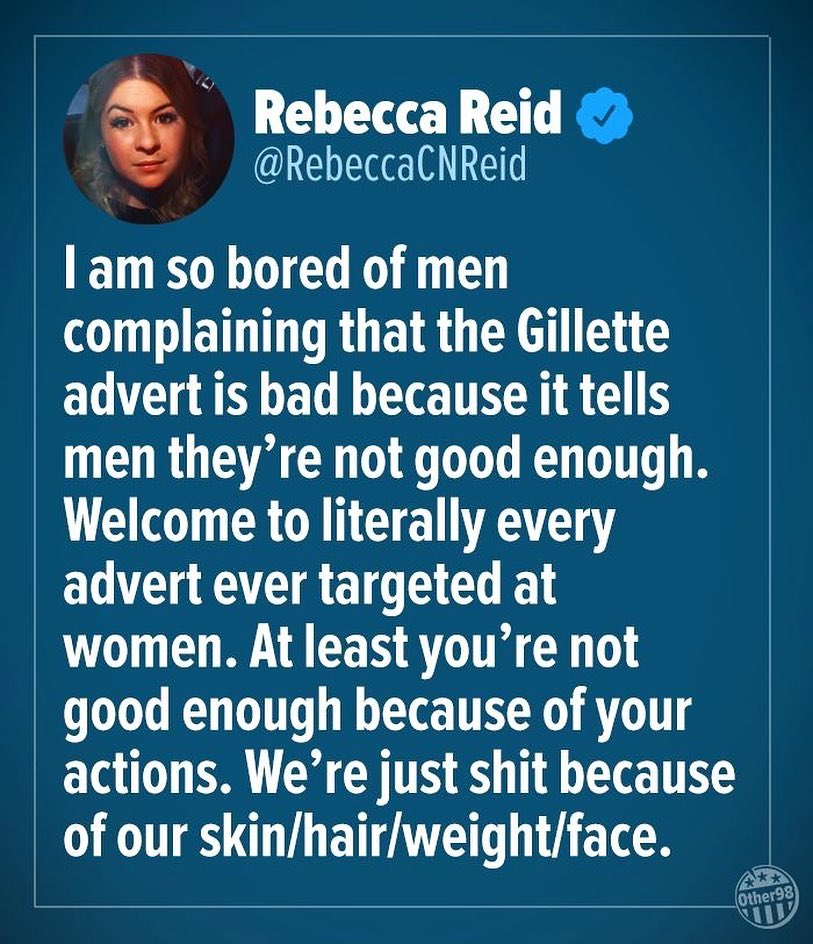 Rebecca Reid
@RebeccaCNReid
I am so bored of men
complaining that the Gillette
advert is bad because it tells
men they’re not good enough.
Welcome to literally every
advert ever targeted at
women. At least you’re not
good enough because of your
actions. We’re just shit because
of our skin/hair/weight/face.
Other98